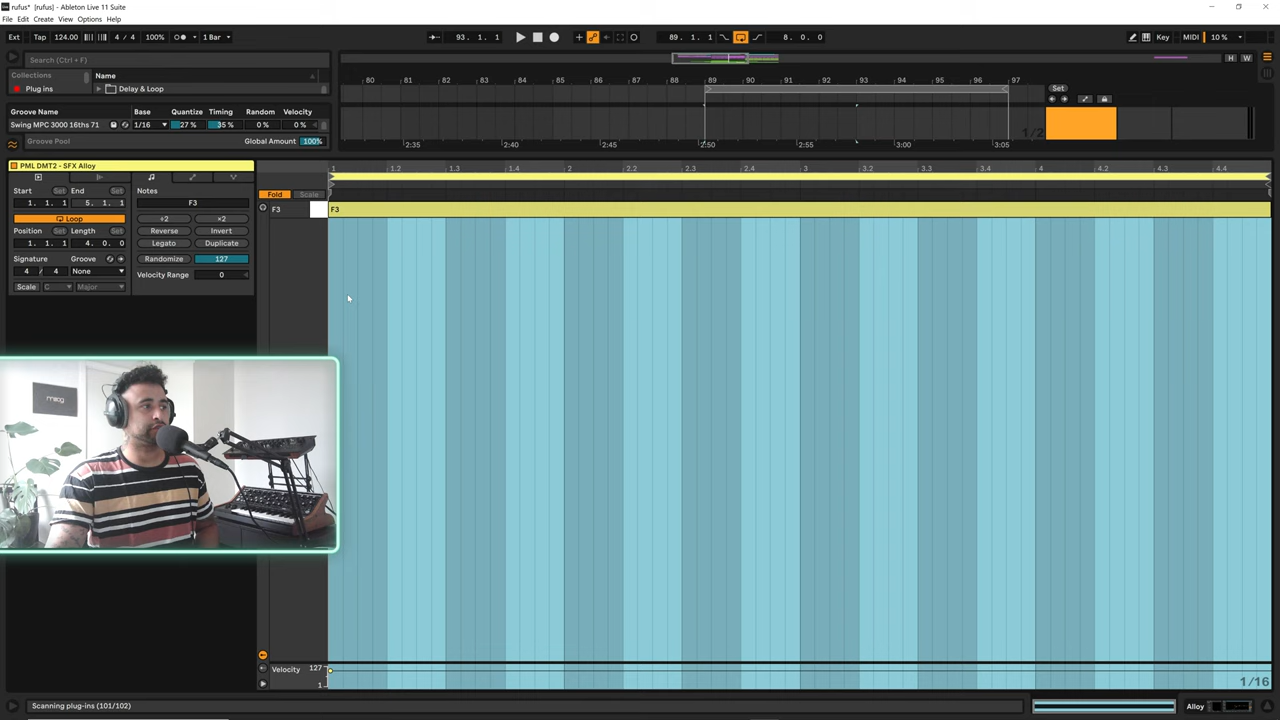 rufus* [rufus] - Ableton Live 11 Suite
File Edit Create View Options Help
Ext Tap 124.00 4 / 4 100% 1 Bar 93. 1. 1 89. 1. 1 8. 0. 0 Key MIDI 10 %
Search (Ctrl + F)
H W
Collections Name
Plug ins Delay & Loop
80 81 82 83 84 85 86 87 88 89 90 91 92 93 94 95 96 97
Set
Groove Name Base Quantize Timing Random Velocity
Swing MPC 3000 16ths 71 1/16 27 % 35 % 0 % 0 %
1/2
Groove Pool Global Amount 100%
2:35 2:40 2:45 2:50 2:55 3:00 3:05
PML DMT2 - SFX Alloy
1 1.2 1.3 1.4 2 2.2 2.3 2.4 3 3.2 3.3 3.4 4 4.2 4.3 4.4
Start Set End Set Notes
1. 1. 1 5. 1. 1 F3
Fold Scale
F3 F3
Loop ÷2 ×2
Position Set Length Set Reverse Invert
1. 1. 1 4. 0. 0 Legato Duplicate
Signature Groove Randomize 127
4 / 4 None Velocity Range 0
Scale C Major
moog
Velocity 127
1
1/16
Scanning plug-ins (101/102)
Alloy